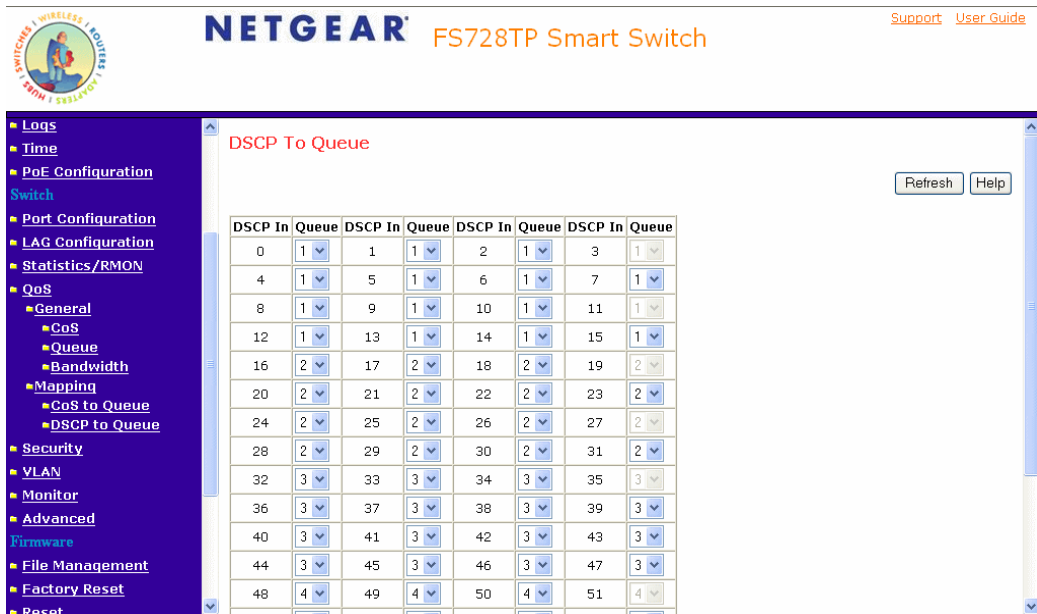 SWITCHES | WIRELESS | ROUTERS | ADAPTERS | HUBS |
NETGEAR
FS728TP Smart Switch
Support User Guide
Logs
Time
PoE Configuration
Switch
Port Configuration
LAG Configuration
Statistics/RMON
QoS
General
CoS
Queue
Bandwidth
Mapping
CoS to Queue
DSCP to Queue
Security
VLAN
Monitor
Advanced
Firmware
File Management
Factory Reset
Reset
DSCP To Queue
Refresh Help
DSCP In Queue DSCP In Queue DSCP In Queue DSCP In Queue
0 1 1 1 2 1 3 1
4 1 5 1 6 1 7 1
8 1 9 1 10 1 11 1
12 1 13 1 14 1 15 1
16 2 17 2 18 2 19 2
20 2 21 2 22 2 23 2
24 2 25 2 26 2 27 2
28 2 29 2 30 2 31 2
32 3 33 3 34 3 35 3
36 3 37 3 38 3 39 3
40 3 41 3 42 3 43 3
44 3 45 3 46 3 47 3
48 4 49 4 50 4 51 4